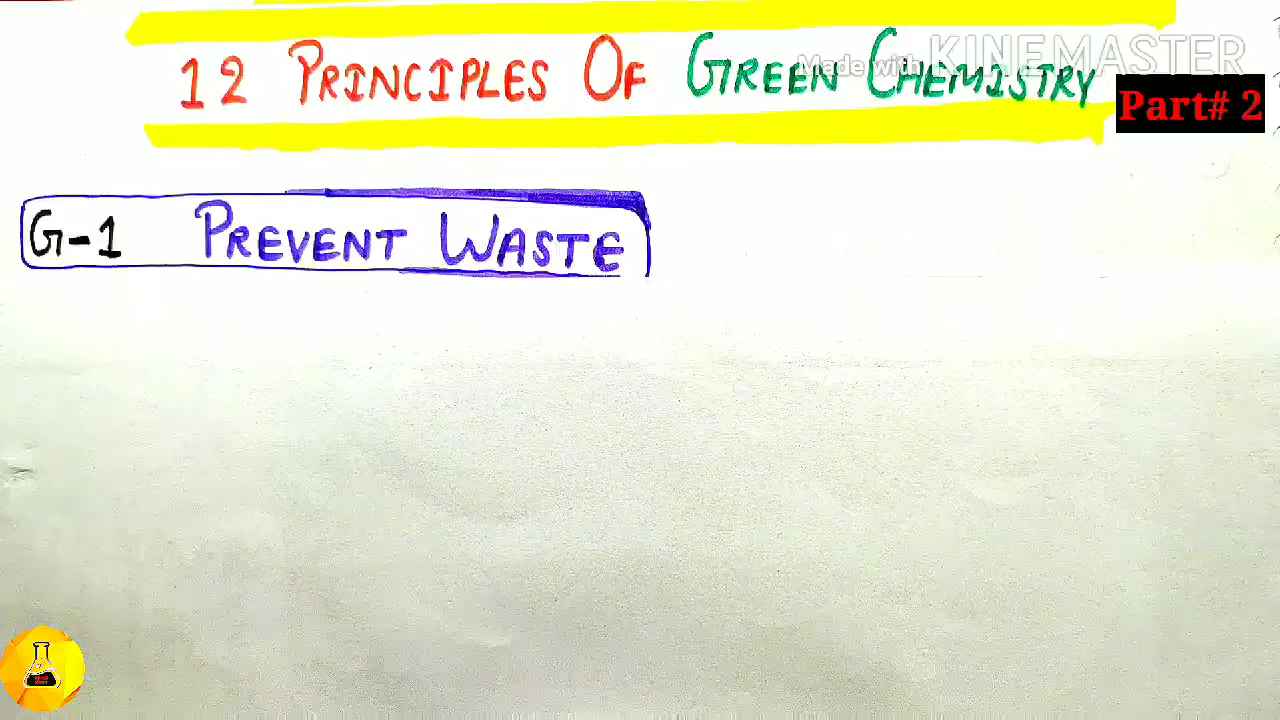 12 PRINCIPLES OF GREEN CHEMISTRY
Made with KINEMASTER
Part# 2
G-1 PREVENT WASTE